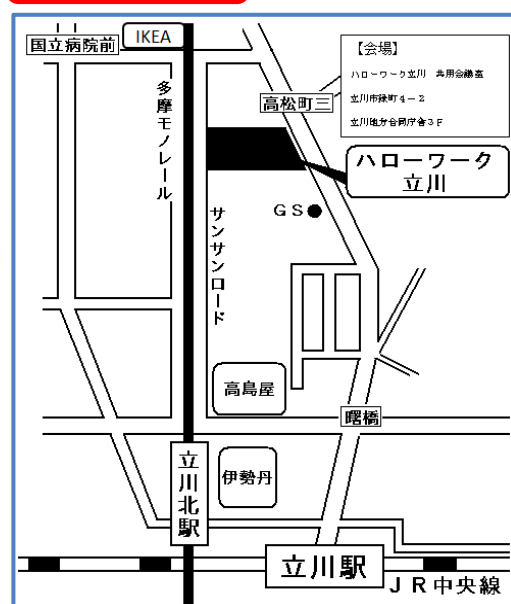 国立病院前
IKEA
【会場】
ハローワーク立川 共用会議室
立川市緑町4-2
立川地方合同庁舎3F
高松町三
多摩モノレール
ハローワーク
立川
サンサンロード
GS
高島屋
曙橋
立川北駅
伊勢丹
立川駅
JR中央線